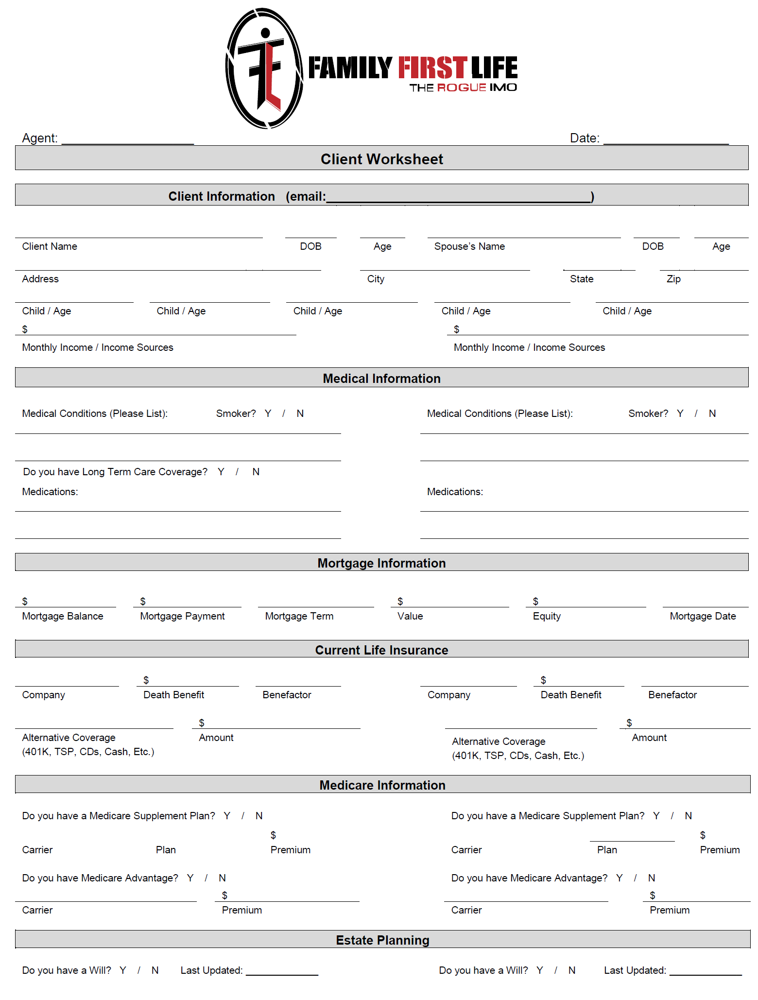 FAMILY FIRST LIFE
THE ROGUE IMO
Agent: ____________________ Date: ___________________
Client Worksheet
Client Information (email:________________________________________)
Client Name DOB Age Spouse’s Name DOB Age
Address City State Zip
Child / Age Child / Age Child / Age Child / Age Child / Age
$ $
Monthly Income / Income Sources Monthly Income / Income Sources
Medical Information
Medical Conditions (Please List): Smoker? Y / N Medical Conditions (Please List): Smoker? Y / N
Do you have Long Term Care Coverage? Y / N
Medications: Medications:
Mortgage Information
$ $ $ $
Mortgage Balance Mortgage Payment Mortgage Term Value Equity Mortgage Date
Current Life Insurance
$ $
Company Death Benefit Benefactor Company Death Benefit Benefactor
$ $
Alternative Coverage Amount Alternative Coverage Amount
(401K, TSP, CDs, Cash, Etc.) (401K, TSP, CDs, Cash, Etc.)
Medicare Information
Do you have a Medicare Supplement Plan? Y / N Do you have a Medicare Supplement Plan? Y / N
$ $
Carrier Plan Premium Carrier Plan Premium
Do you have Medicare Advantage? Y / N Do you have Medicare Advantage? Y / N
$ $
Carrier Premium Carrier Premium
Estate Planning
Do you have a Will? Y / N Last Updated: _____________ Do you have a Will? Y / N Last Updated: _____________